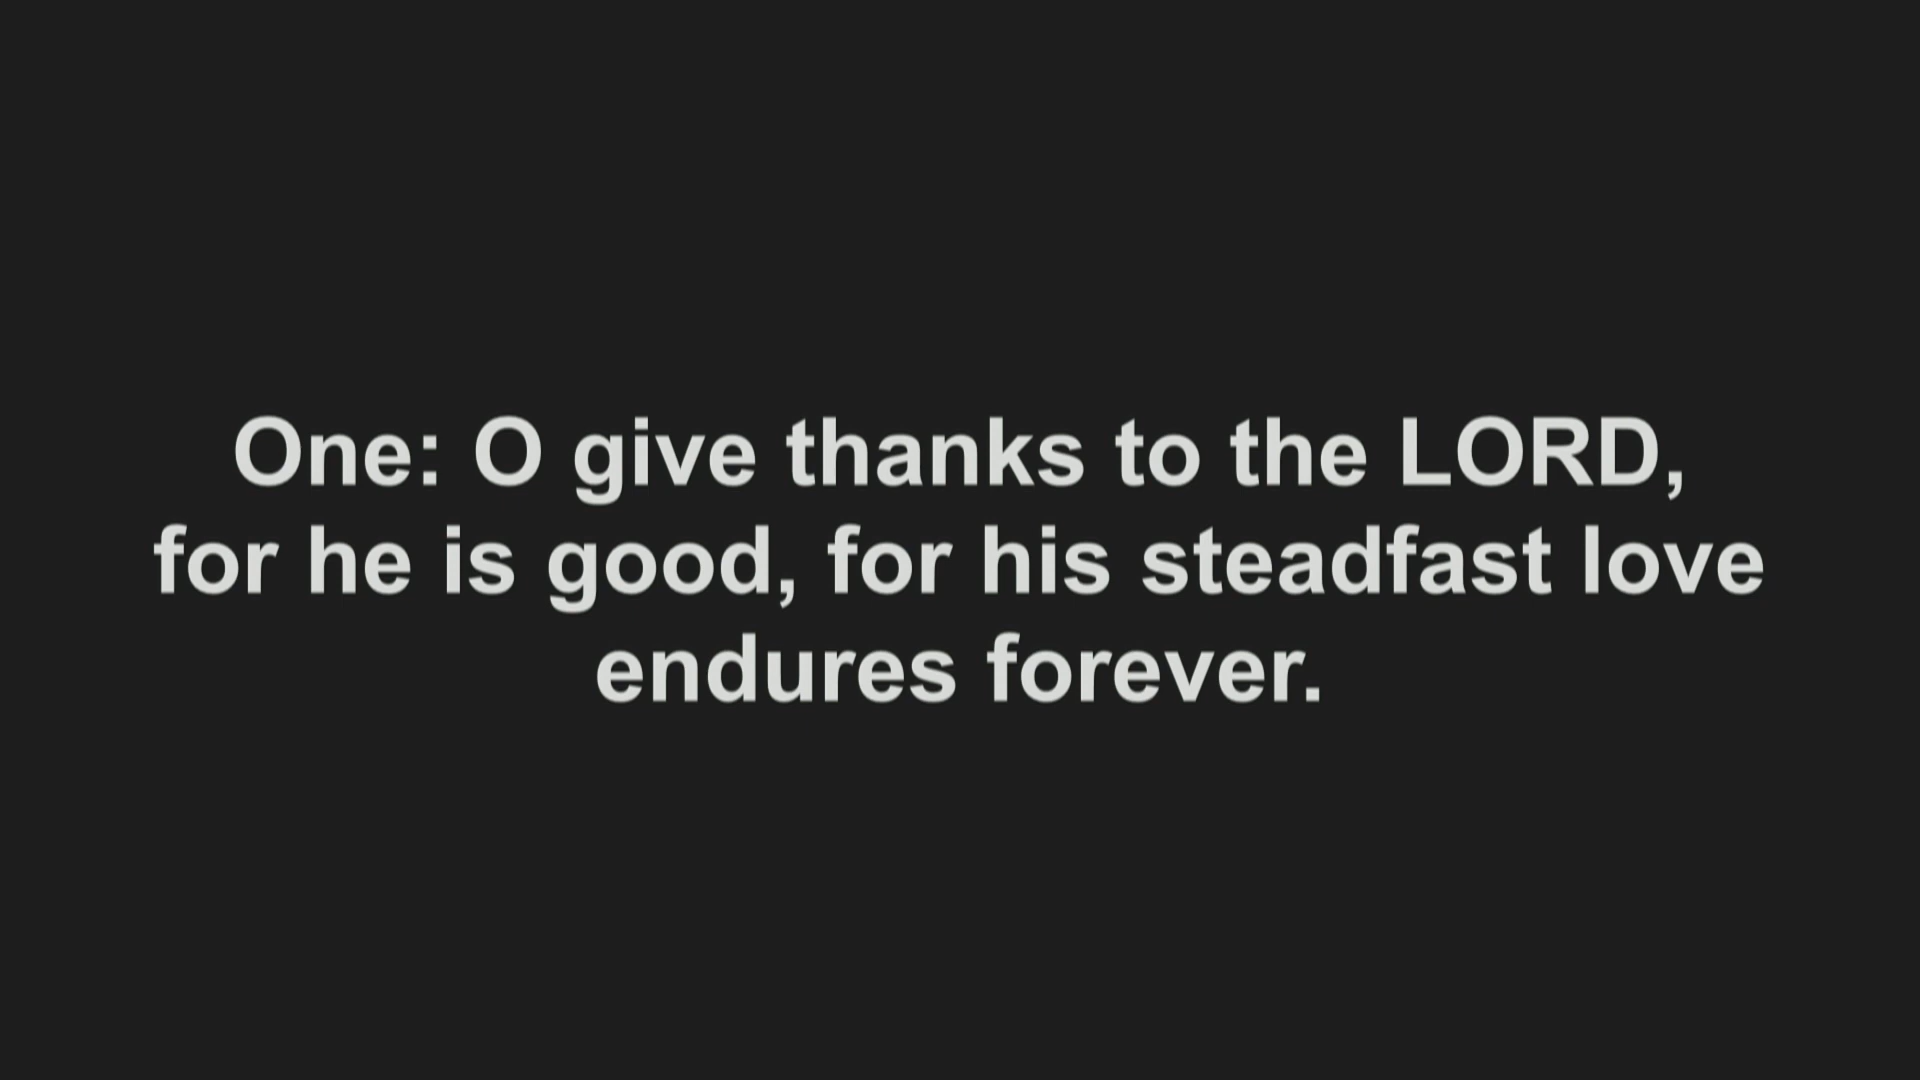 One: O give thanks to the LORD,
for he is good, for his steadfast love
endures forever.